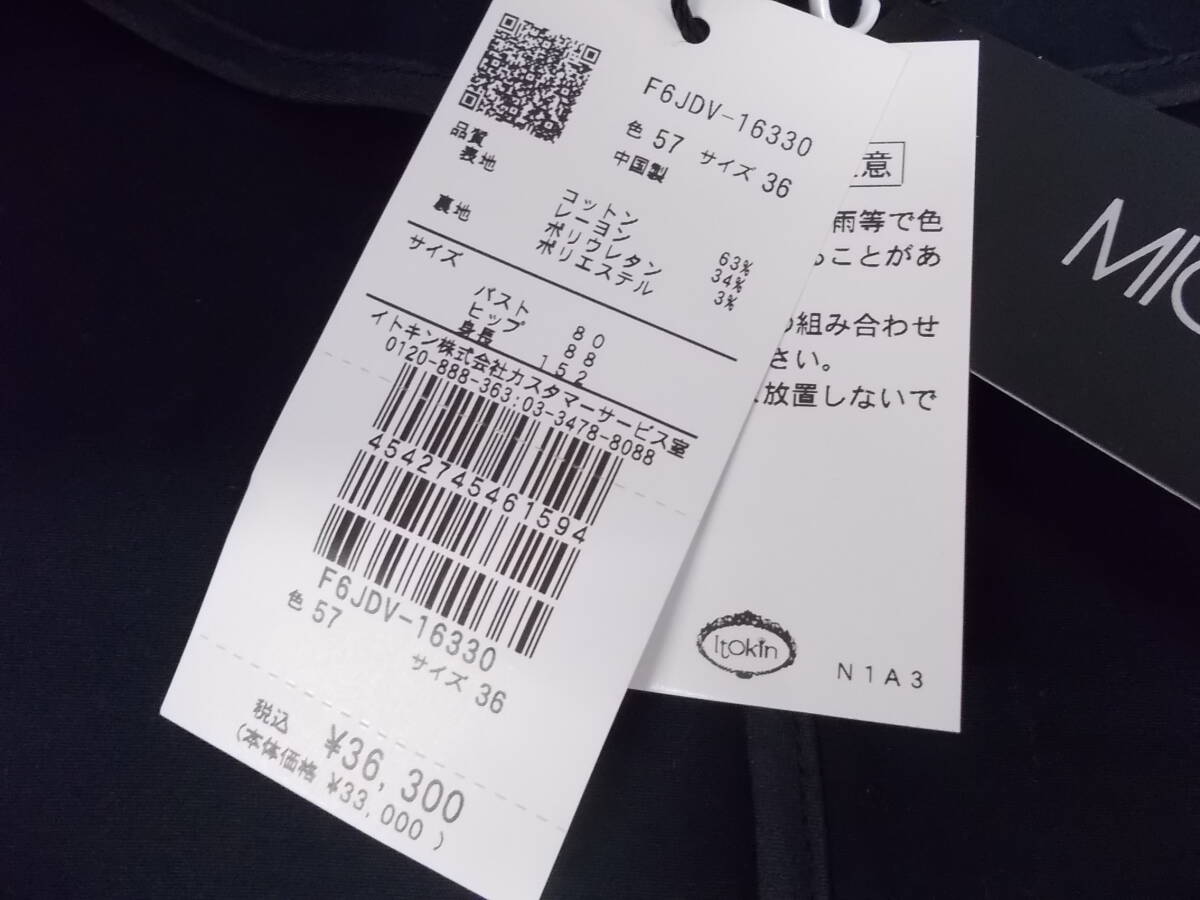 F6JDV-16330
色 57 サイズ 36
中国製
品質
表地
コットン 63%
レーヨン 34%
ポリウレタン 3%
裏地
ポリエステル
サイズ
バスト 80
ヒップ 88
身長 152
イトキン株式会社カスタマーサービス室
0120-888-363:03-3478-8088
4542745461594
F6JDV-16330
色 57
サイズ 36
税込 ¥36,300
(本体価格 ¥33,000 )
意
雨等で色
ることがあ
組み合わせ
さい。
放置しないで
Itokin
N1A3